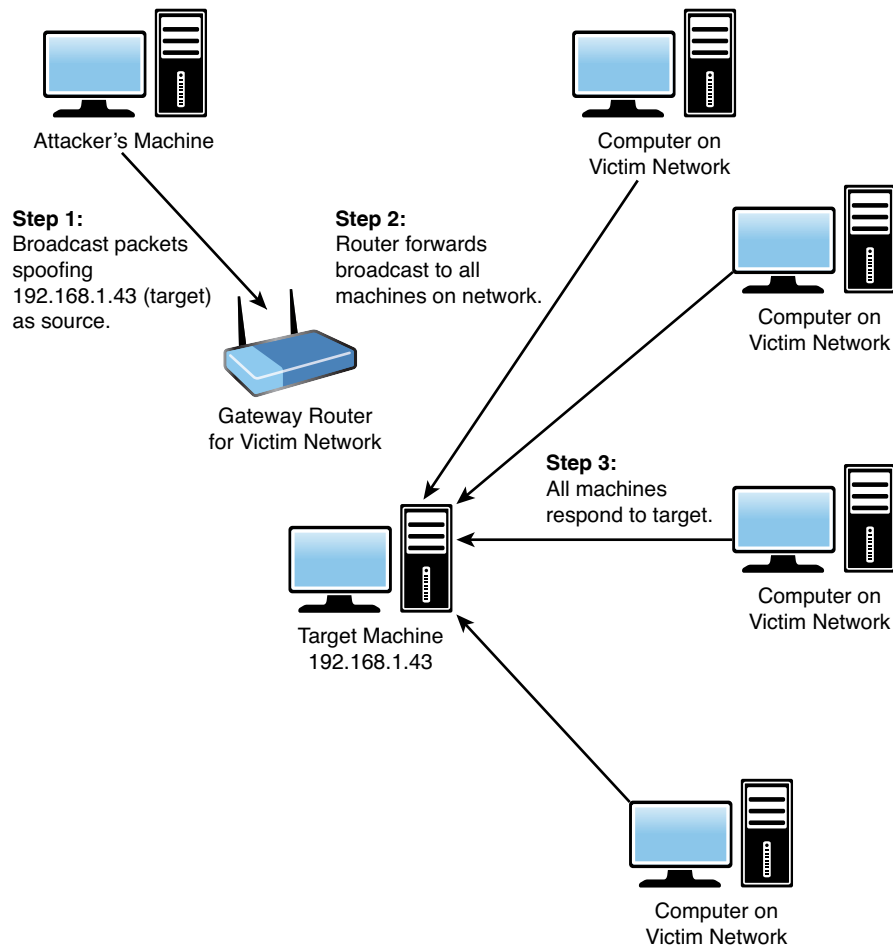 Attacker's Machine
Computer on
Victim Network
Step 1:
Broadcast packets
spoofing
192.168.1.43 (target)
as source.
Step 2:
Router forwards
broadcast to all
machines on network.
Computer on
Victim Network
Gateway Router
for Victim Network
Step 3:
All machines
respond to target.
Computer on
Victim Network
Target Machine
192.168.1.43
Computer on
Victim Network